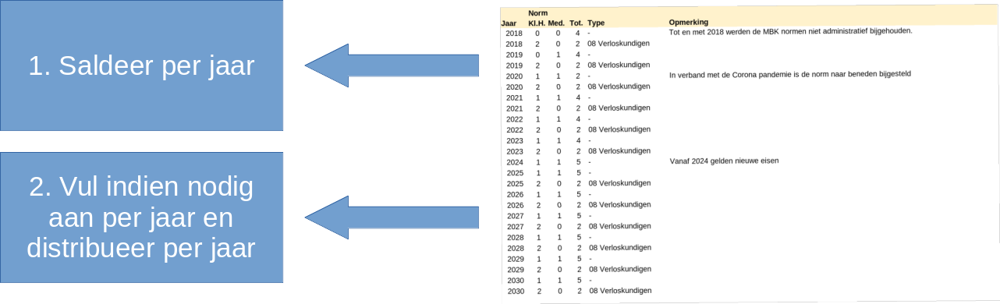 1. Saldeer per jaar
2. Vul indien nodig
aan per jaar en
distribueer per jaar
Norm
Jaar Kl.H. Med. Tot. Type Opmerking
2018 0 0 4 - Tot en met 2018 werden de MBK normen niet administratief bijgehouden.
2018 2 0 2 08 Verloskundigen
2019 0 1 4 -
2019 2 0 2 08 Verloskundigen
2020 1 1 2 - In verband met de Corona pandemie is de norm naar beneden bijgesteld
2020 2 0 2 08 Verloskundigen
2021 1 1 4 -
2021 2 0 2 08 Verloskundigen
2022 1 1 4 -
2022 2 0 2 08 Verloskundigen
2023 1 1 4 -
2023 2 0 2 08 Verloskundigen
2024 1 1 5 - Vanaf 2024 gelden nieuwe eisen
2025 1 1 5 -
2025 2 0 2 08 Verloskundigen
2026 1 1 5 -
2026 2 0 2 08 Verloskundigen
2027 1 1 5 -
2027 2 0 2 08 Verloskundigen
2028 1 1 5 -
2028 2 0 2 08 Verloskundigen
2029 1 1 5 -
2029 2 0 2 08 Verloskundigen
2030 1 1 5 -
2030 2 0 2 08 Verloskundigen